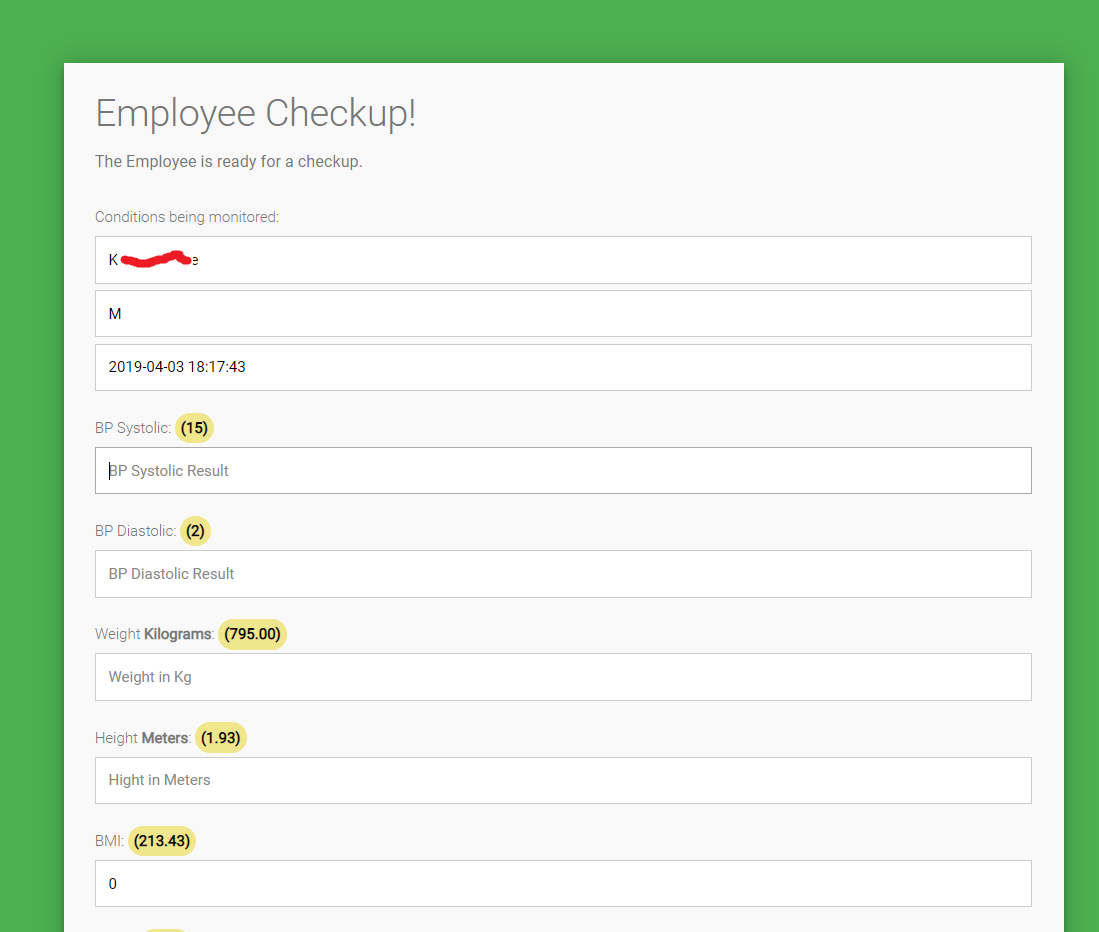 Employee Checkup!
The Employee is ready for a checkup.
Conditions being monitored:
K e
M
2019-04-03 18:17:43
BP Systolic: (15)
BP Systolic Result
BP Diastolic: (2)
BP Diastolic Result
Weight Kilograms: (795.00)
Weight in Kg
Height Meters: (1.93)
Hight in Meters
BMI: (213.43)
0